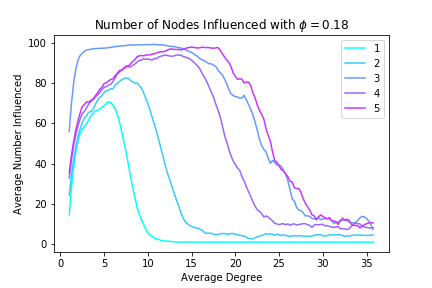 Number of Nodes Influenced with ϕ = 0.18
Average Number Influenced
100
80
60
40
20
0
0 5 10 15 20 25 30 35
Average Degree
1
2
3
4
5